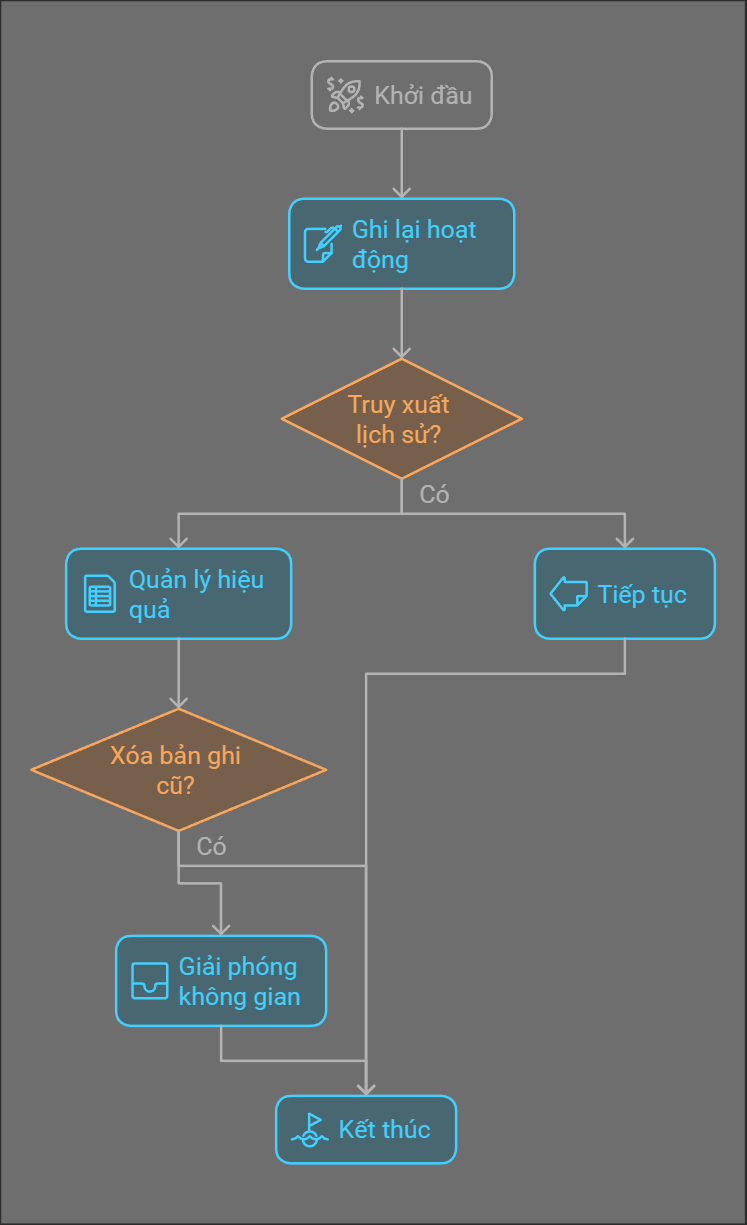 Khởi đầu
Ghi lại hoạt
động
Truy xuất
lịch sử?
Có
Quản lý hiệu
quả
Tiếp tục
Xóa bản ghi
cũ?
Có
Giải phóng
không gian
Kết thúc